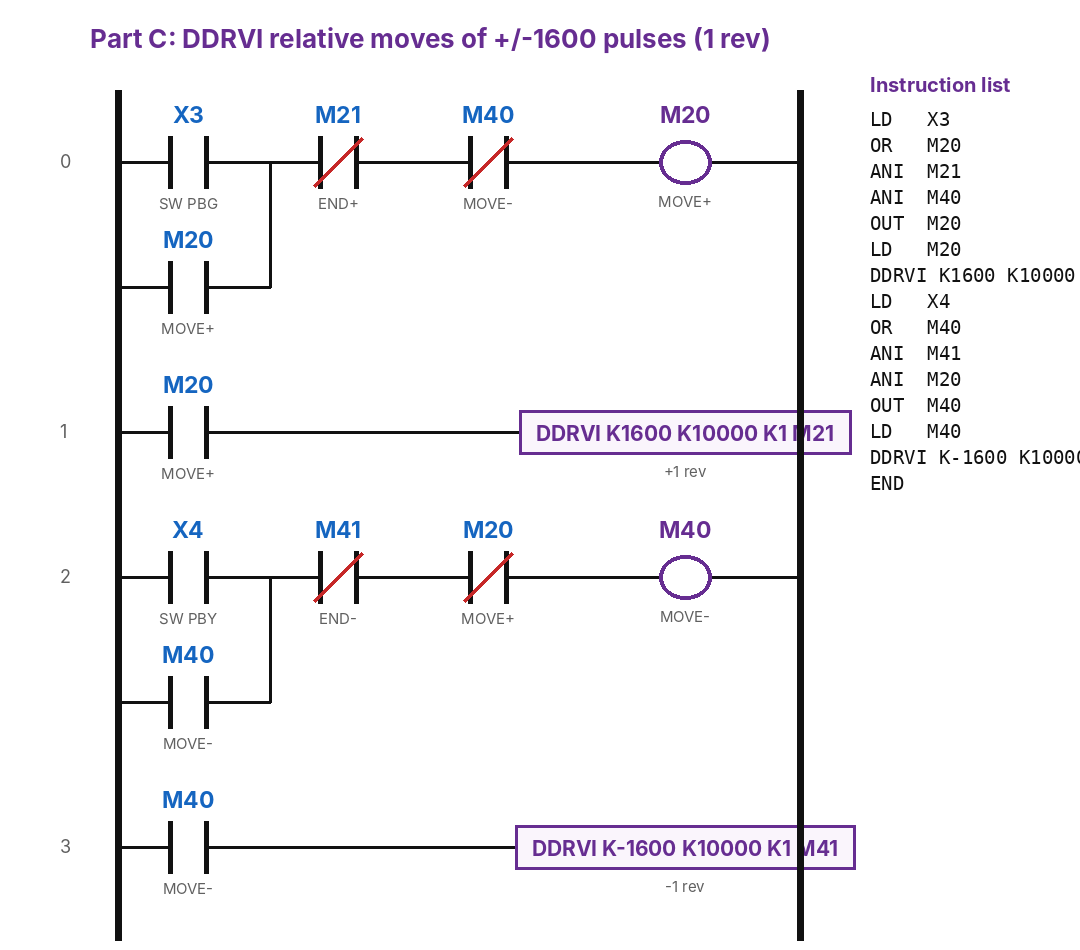 Part C: DDRVI relative moves of +/-1600 pulses (1 rev)
X3 M21 M40 M20
0
SW PBG END+ MOVE- MOVE+
M20
MOVE+
M20
1
DDRVI K1600 K10000 K1 M21
MOVE+ +1 rev
X4 M41 M20 M40
2
SW PBY END- MOVE+ MOVE-
M40
MOVE-
M40
3
DDRVI K-1600 K10000 K1 M41
MOVE- -1 rev
Instruction list
LD X3
OR M20
ANI M21
ANI M40
OUT M20
LD M20
DDRVI K1600 K10000
LD X4
OR M40
ANI M41
ANI M20
OUT M40
LD M40
DDRVI K-1600 K10000
END